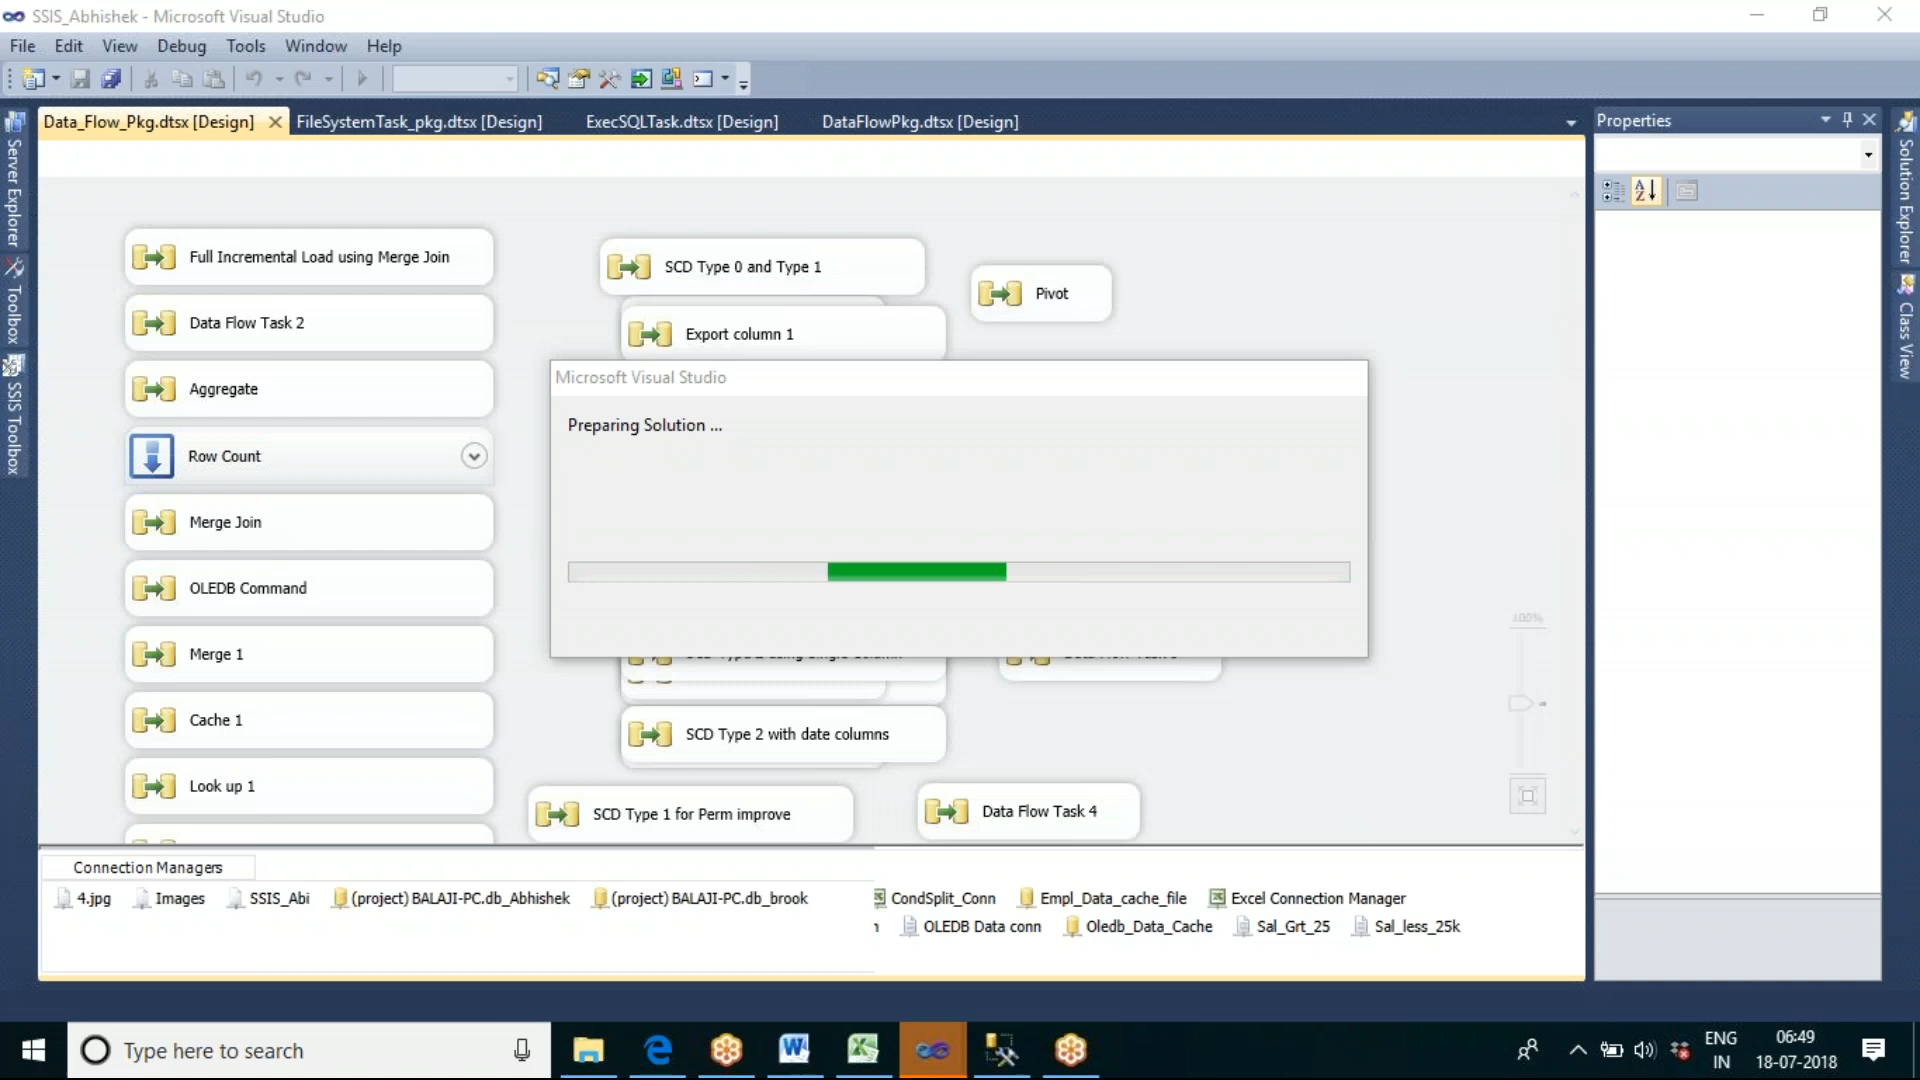 SSIS_Abhishek - Microsoft Visual Studio
File Edit View Debug Tools Window Help
Data_Flow_Pkg.dtsx [Design] FileSystemTask_pkg.dtsx [Design] ExecSQLTask.dtsx [Design] DataFlowPkg.dtsx [Design]
Properties
Server Explorer
Toolbox
SSIS Toolbox
Solution Explorer
Class View
Full Incremental Load using Merge Join
Data Flow Task 2
Aggregate
Row Count
Merge Join
OLEDB Command
Merge 1
Cache 1
Look up 1
SCD Type 0 and Type 1
Export column 1
Pivot
Microsoft Visual Studio
Preparing Solution ...
SCD Type 2 with date columns
SCD Type 1 for Perm improve
Data Flow Task 4
100%
Connection Managers
4.jpg Images SSIS_Abi (project) BALAJI-PC.db_Abhishek (project) BALAJI-PC.db_brook CondSplit_Conn Empl_Data_cache_file Excel Connection Manager
OLEDB Data conn Oledb_Data_Cache Sal_Grt_25 Sal_less_25k
Type here to search
ENG
IN
06:49
18-07-2018